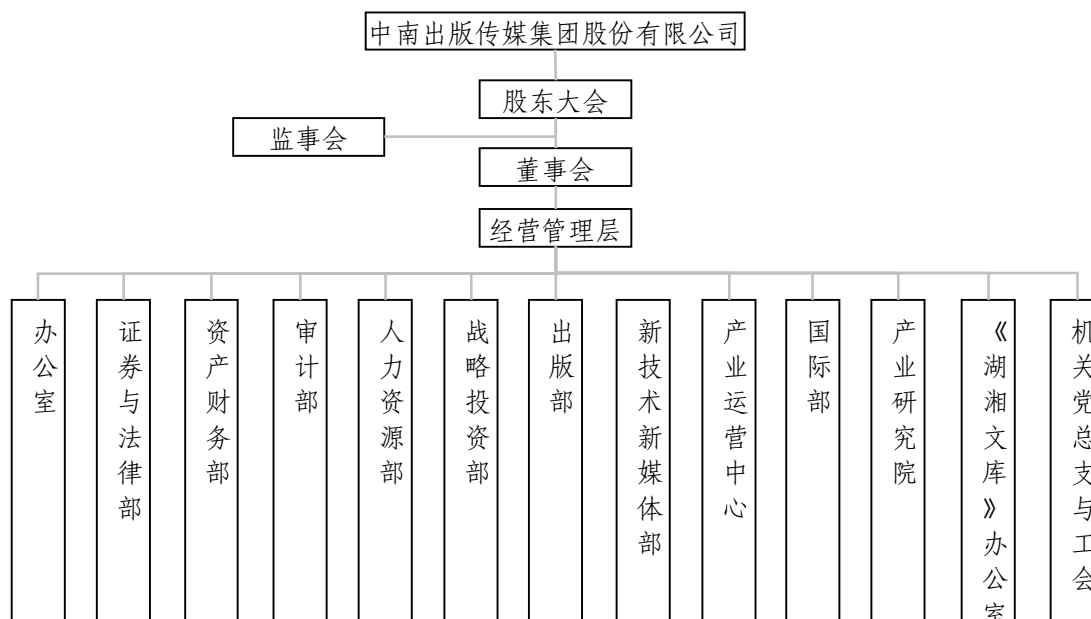 中南出版传媒集团股份有限公司
股东大会
监事会
董事会
经营管理层
办公室
证券与法律部
资产财务部
审计部
人力资源部
战略投资部
出版部
新技术新媒体部
产业运营中心
国际部
产业研究院
《湖湘文库》办公室
机关党总支与工会